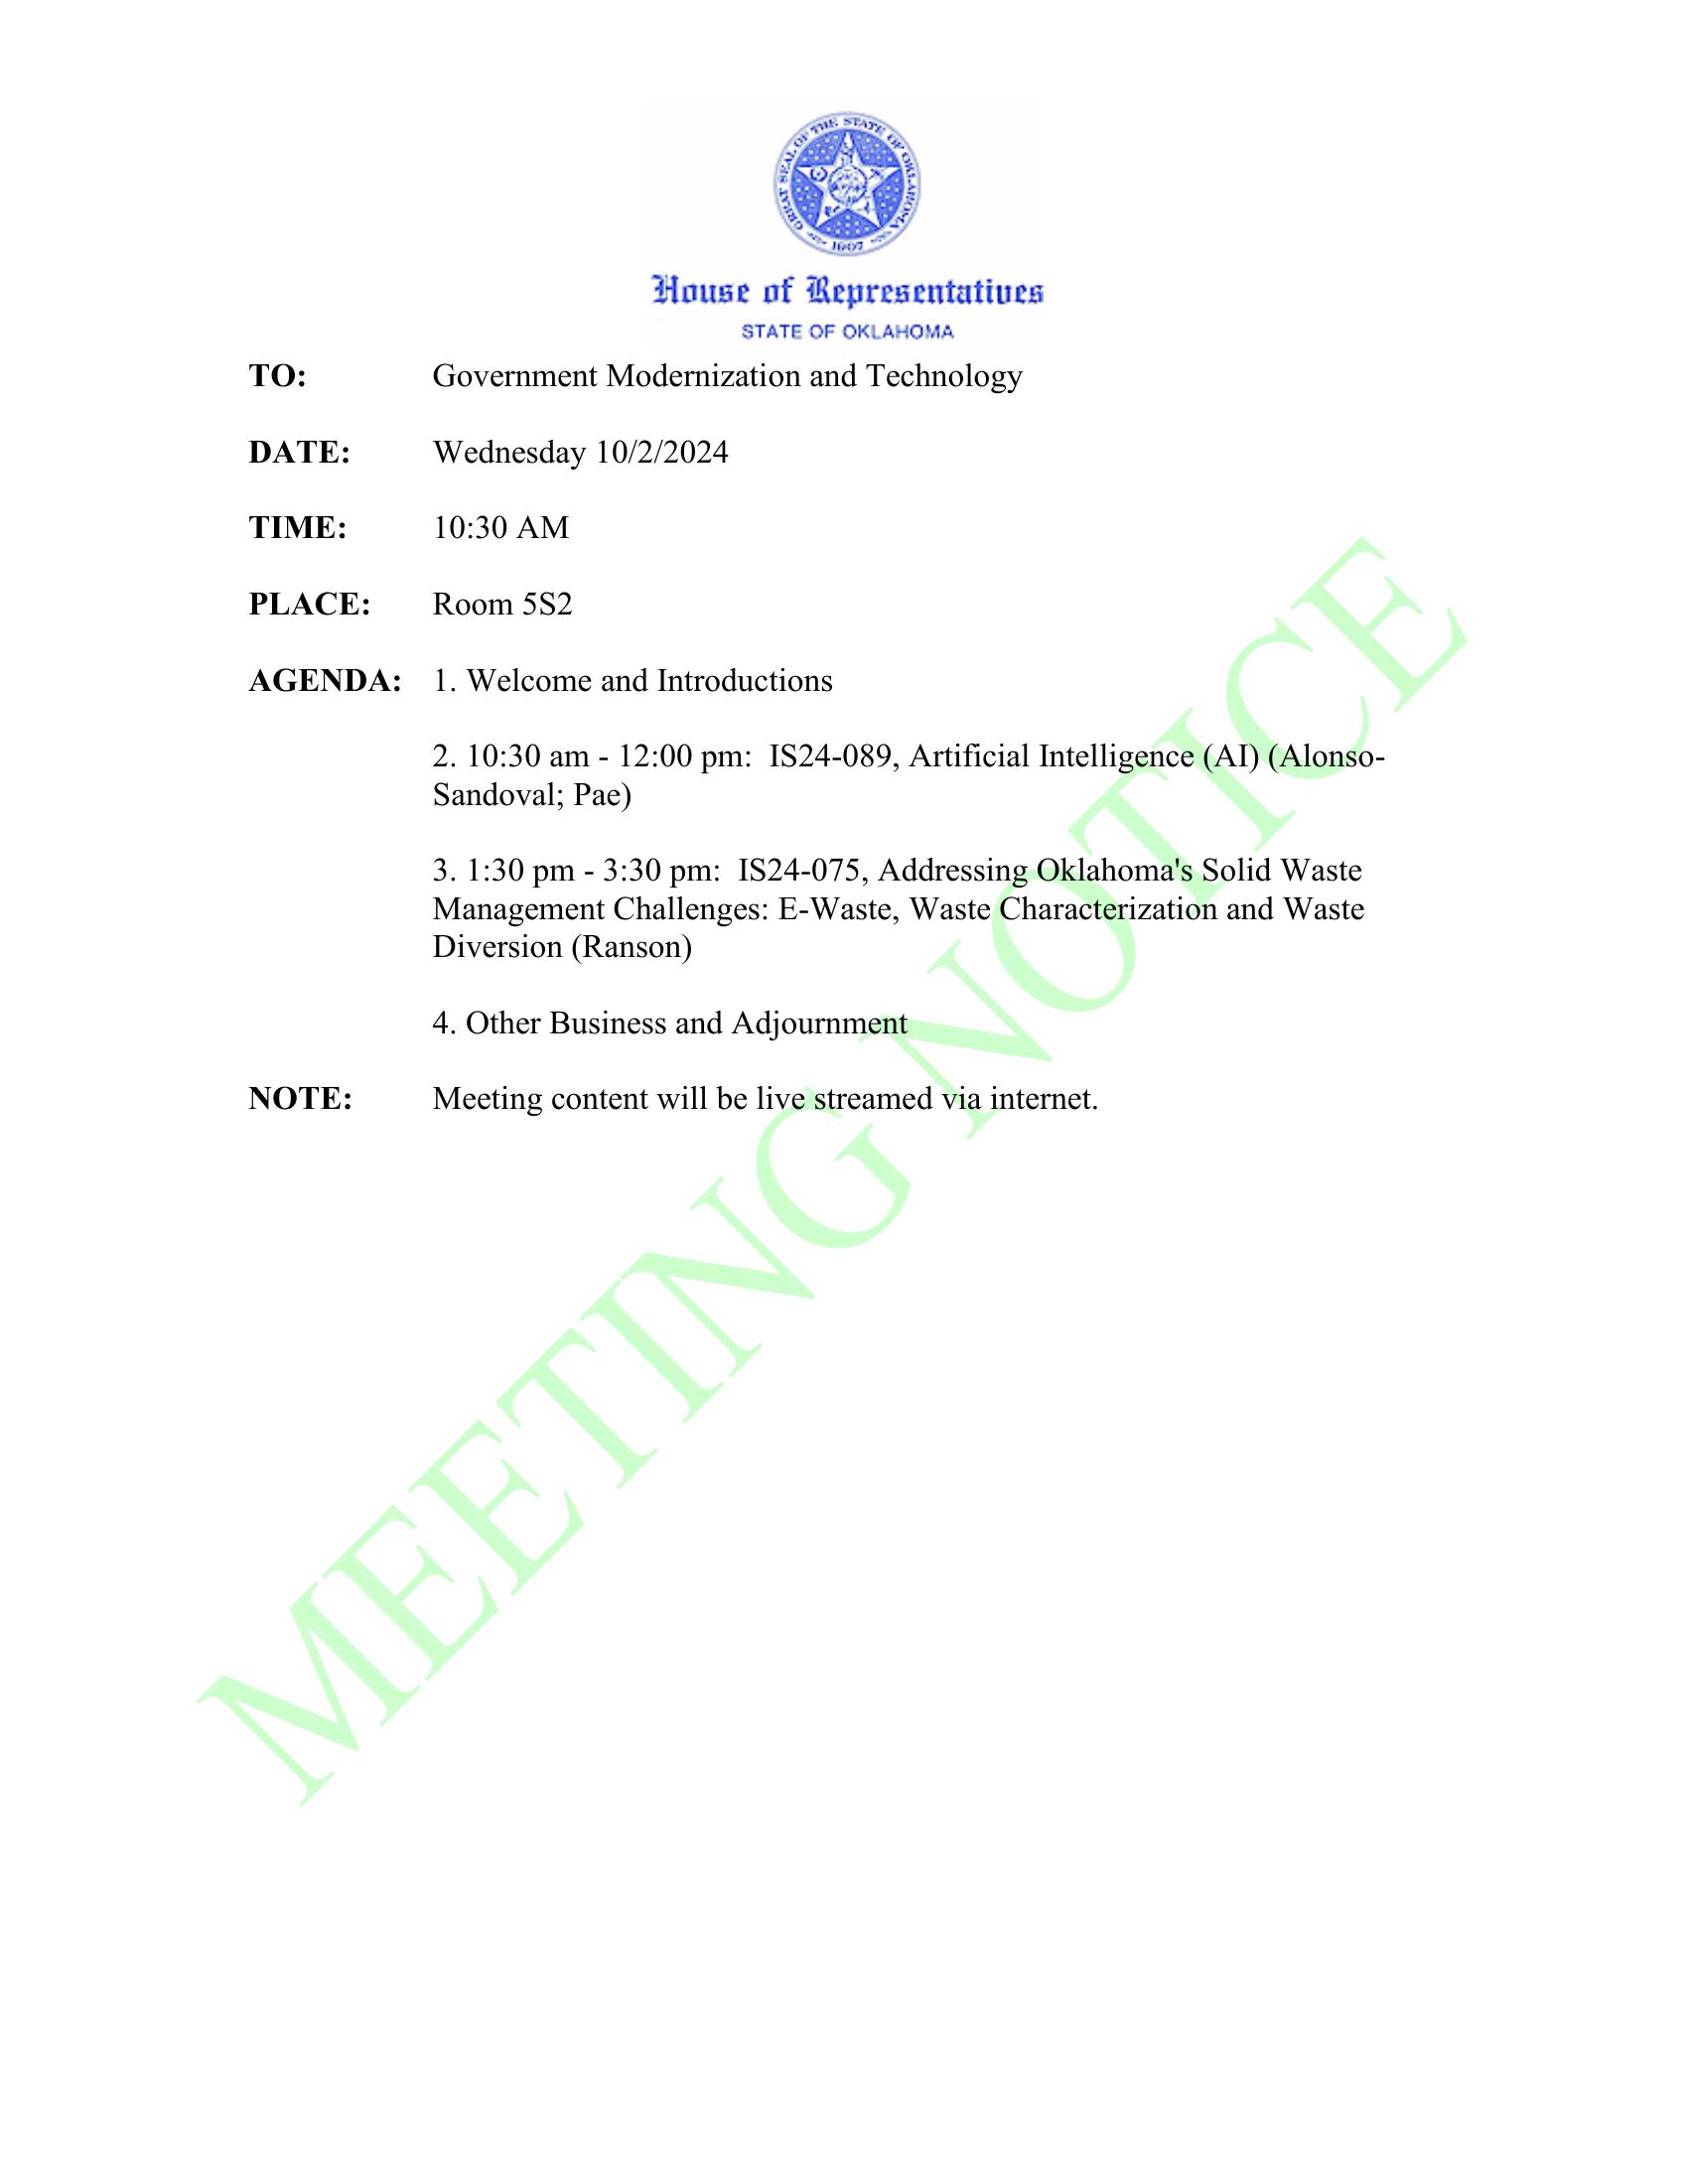 GREAT SEAL OF THE STATE OF OKLAHOMA
1907
House of Representatives
STATE OF OKLAHOMA
TO: Government Modernization and Technology
DATE: Wednesday 10/2/2024
TIME: 10:30 AM
PLACE: Room 5S2
AGENDA: 1. Welcome and Introductions
2. 10:30 am - 12:00 pm:  IS24-089, Artificial Intelligence (AI) (Alonso-
Sandoval; Pae)
3. 1:30 pm - 3:30 pm:  IS24-075, Addressing Oklahoma's Solid Waste
Management Challenges: E-Waste, Waste Characterization and Waste
Diversion (Ranson)
4. Other Business and Adjournment
NOTE: Meeting content will be live streamed via internet.
MEETING NOTICE